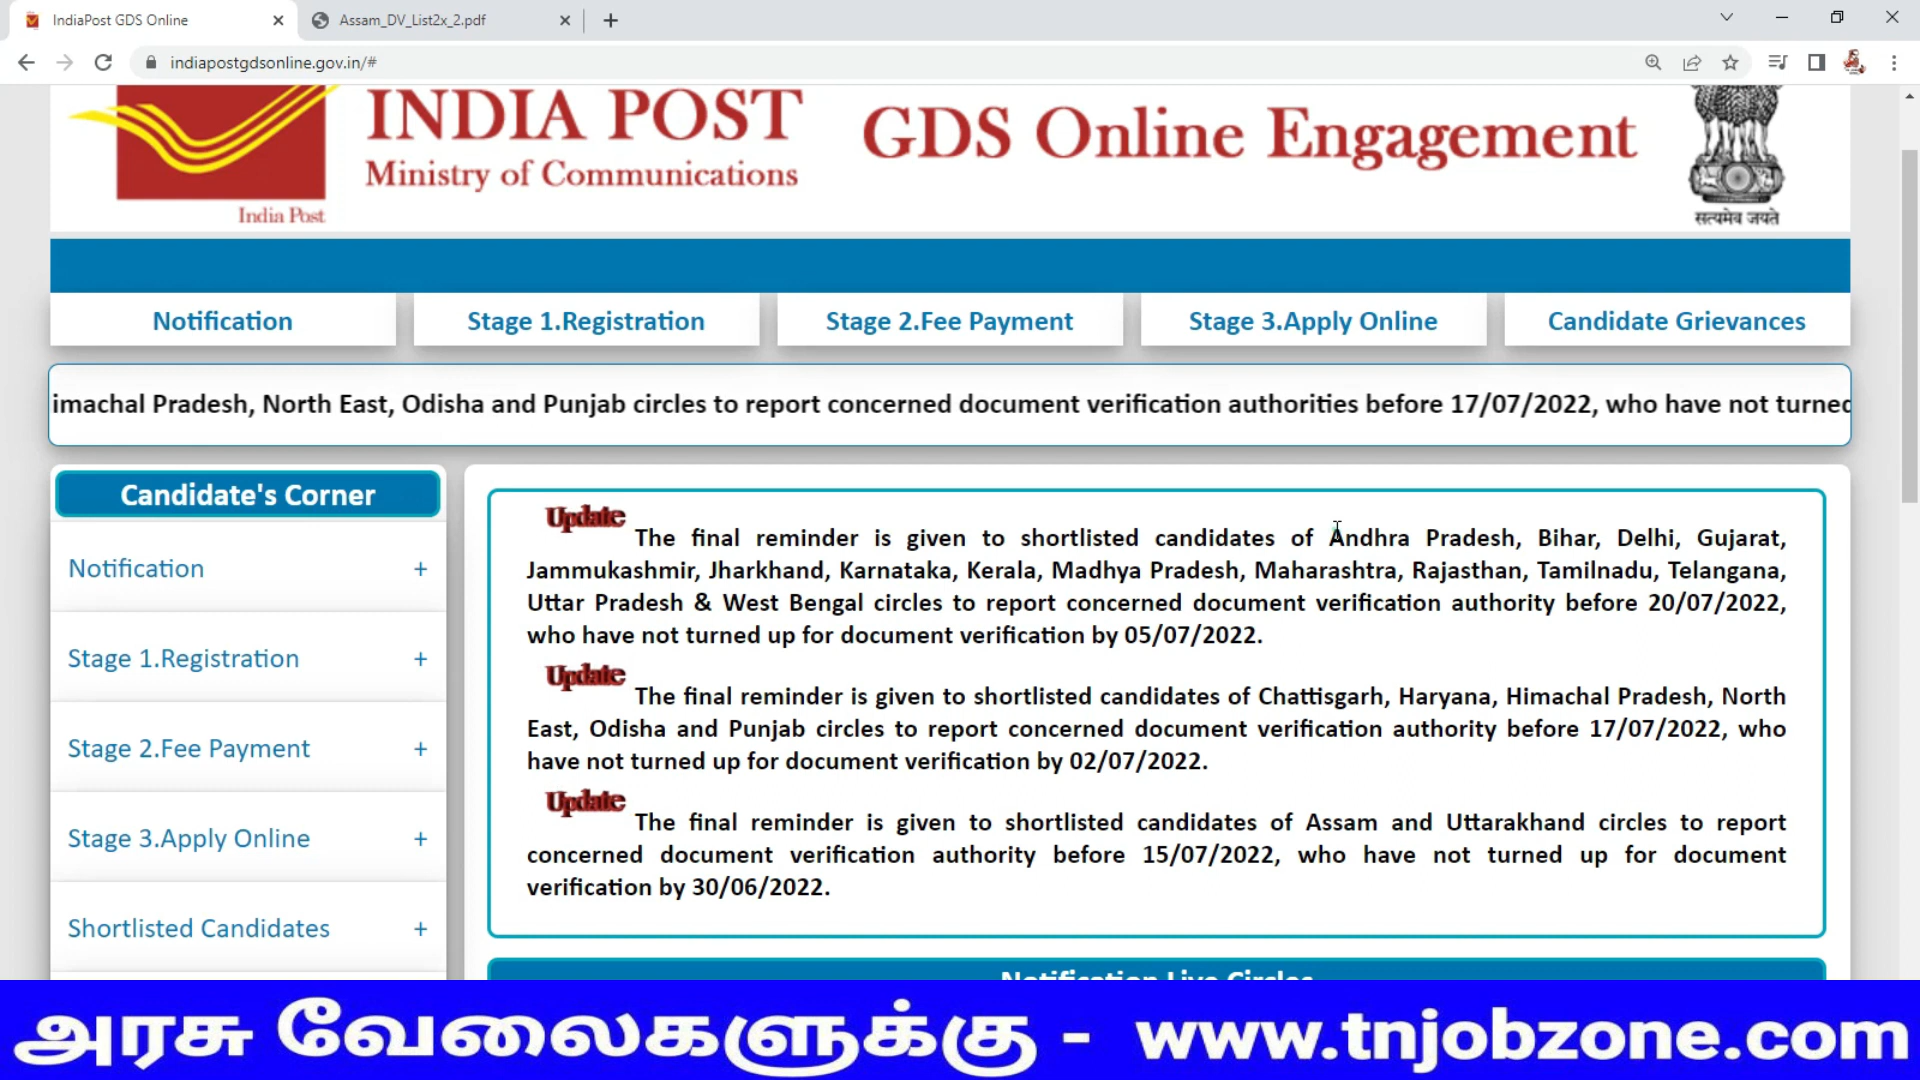 IndiaPost GDS Online
Assam_DV_List2x_2.pdf
indiapostgdsonline.gov.in/#
INDIA POST
Ministry of Communications
India Post
GDS Online Engagement
सत्यमेव जयते
Notification
Stage 1.Registration
Stage 2.Fee Payment
Stage 3.Apply Online
Candidate Grievances
imachal Pradesh, North East, Odisha and Punjab circles to report concerned document verification authorities before 17/07/2022, who have not turned
Candidate's Corner
Notification +
Stage 1.Registration +
Stage 2.Fee Payment +
Stage 3.Apply Online +
Shortlisted Candidates +
Update
The final reminder is given to shortlisted candidates of Andhra Pradesh, Bihar, Delhi, Gujarat,
Jammukashmir, Jharkhand, Karnataka, Kerala, Madhya Pradesh, Maharashtra, Rajasthan, Tamilnadu, Telangana,
Uttar Pradesh & West Bengal circles to report concerned document verification authority before 20/07/2022,
who have not turned up for document verification by 05/07/2022.
Update
The final reminder is given to shortlisted candidates of Chattisgarh, Haryana, Himachal Pradesh, North
East, Odisha and Punjab circles to report concerned document verification authority before 17/07/2022, who
have not turned up for document verification by 02/07/2022.
Update
The final reminder is given to shortlisted candidates of Assam and Uttarakhand circles to report
concerned document verification authority before 15/07/2022, who have not turned up for document
verification by 30/06/2022.
Notification Live Circles
அரசு வேலைகளுக்கு - www.tnjobzone.com